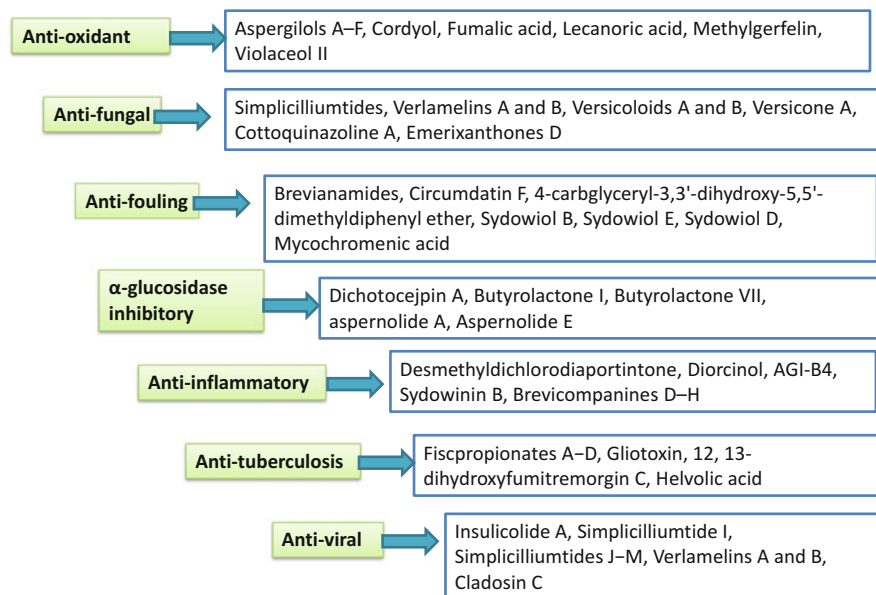 Anti-oxidant
Aspergilols A–F, Cordyol, Fumalic acid, Lecanoric acid, Methylgerfelin,
Violaceol II
Anti-fungal
Simplicilliumtides, Verlamelins A and B, Versicoloids A and B, Versicone A,
Cottoquinazoline A, Emerixanthones D
Anti-fouling
Brevianamides, Circumdatin F, 4-carbglyceryl-3,3'-dihydroxy-5,5'-
dimethyldiphenyl ether, Sydowiol B, Sydowiol E, Sydowiol D,
Mycochromenic acid
α-glucosidase
inhibitory
Dichotocejpin A, Butyrolactone I, Butyrolactone VII,
aspernolide A, Aspernolide E
Anti-inflammatory
Desmethyldichlorodiaportintone, Diorcinol, AGI-B4,
Sydowinin B, Brevicompanines D–H
Anti-tuberculosis
Fiscpropionates A−D, Gliotoxin, 12, 13-
dihydroxyfumitremorgin C, Helvolic acid
Anti-viral
Insulicolide A, Simplicilliumtide I,
Simplicilliumtides J−M, Verlamelins A and B,
Cladosin C